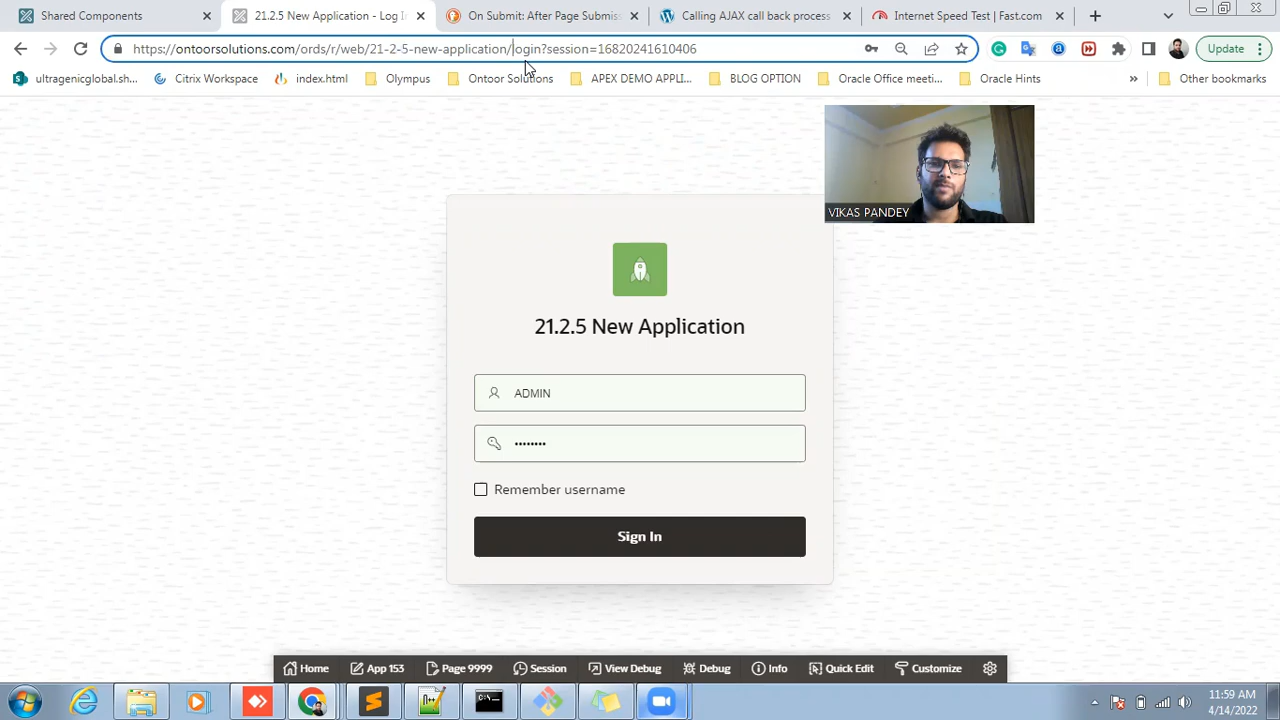 Shared Components
21.2.5 New Application - Log I
On Submit: After Page Submiss
Calling AJAX call back process
Internet Speed Test | Fast.com
https://ontoorsolutions.com/ords/r/web/21-2-5-new-application/login?session=16820241610406
Update
ultragenicglobal.sh...
Citrix Workspace
index.html
Olympus
Ontoor Solutions
APEX DEMO APPLI...
BLOG OPTION
Oracle Office meeti...
Oracle Hints
»
Other bookmarks
VIKAS PANDEY
21.2.5 New Application
ADMIN
••••••••
Remember username
Sign In
Home
App 153
Page 9999
Session
View Debug
Debug
Info
Quick Edit
Customize
11:59 AM
4/14/2022